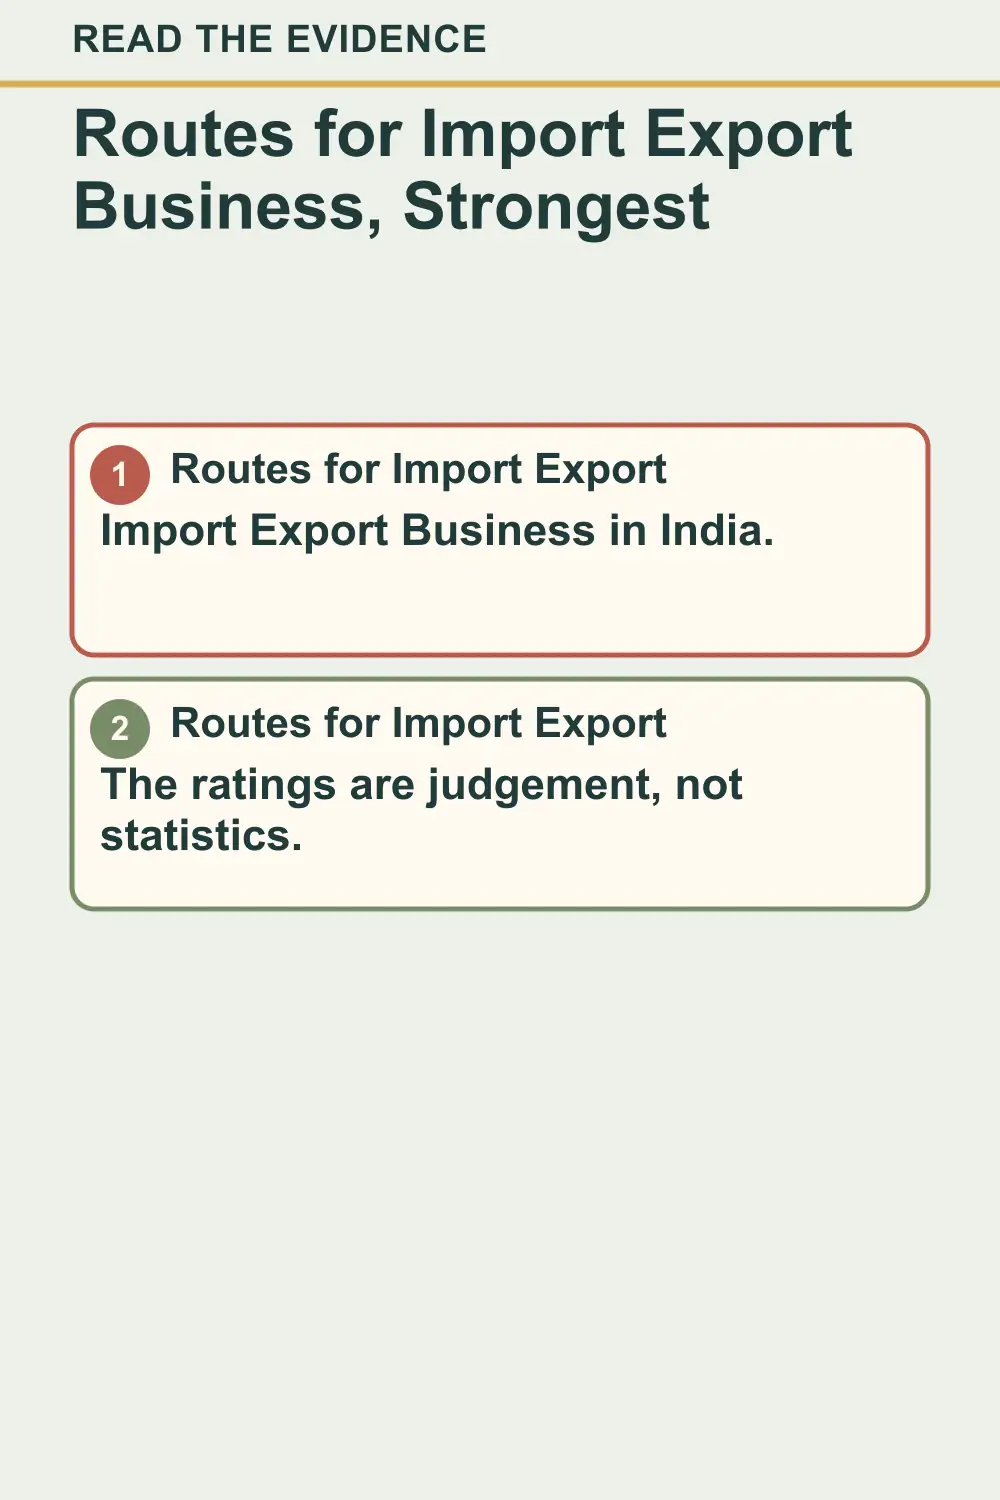 READ THE EVIDENCE
Routes for Import Export
Business, Strongest
1 Routes for Import Export
Import Export Business in India.
2 Routes for Import Export
The ratings are judgement, not
statistics.